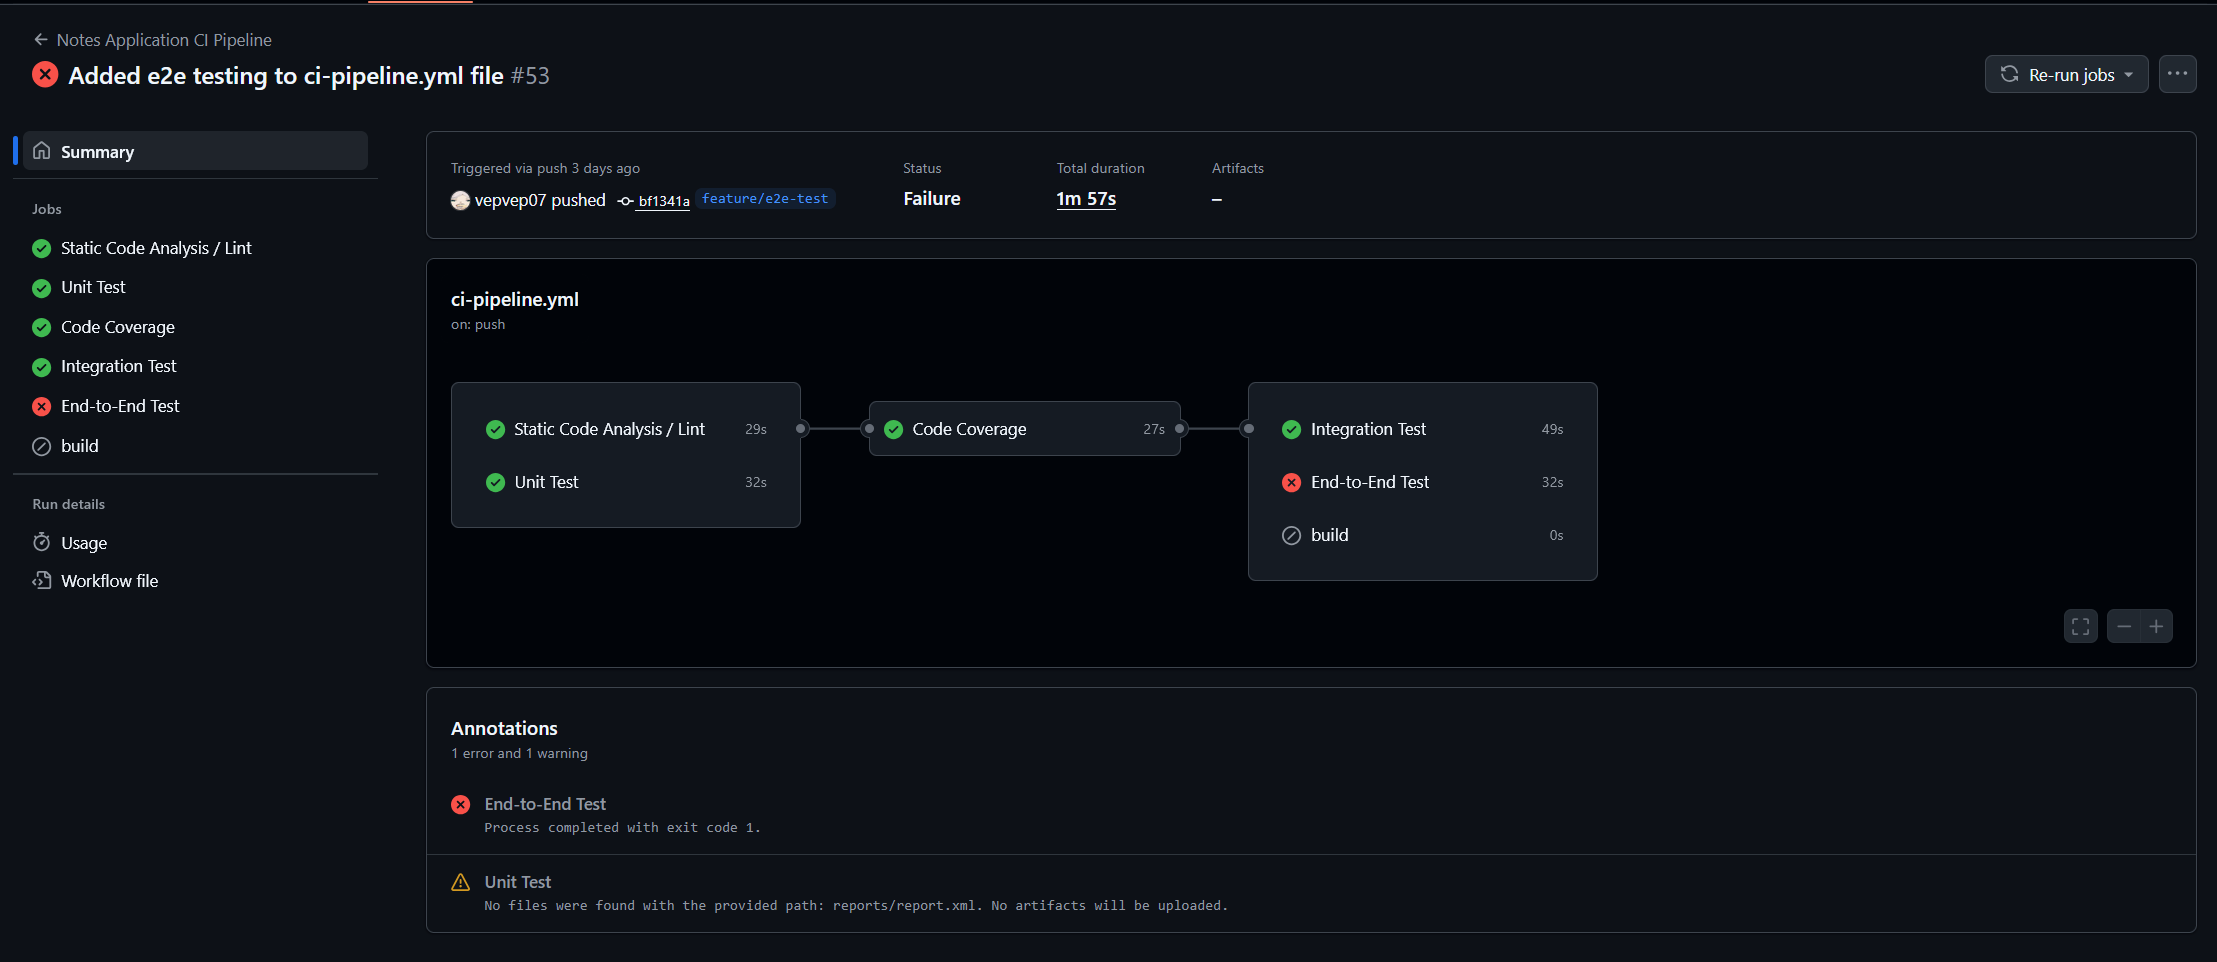 Notes Application CI Pipeline
Added e2e testing to ci-pipeline.yml file #53
Re-run jobs
Summary
Jobs
Static Code Analysis / Lint
Unit Test
Code Coverage
Integration Test
End-to-End Test
build
Run details
Usage
Workflow file
Triggered via push 3 days ago
vepvep07 pushed bf1341a feature/e2e-test
Status
Failure
Total duration
1m 57s
Artifacts
–
ci-pipeline.yml
on: push
Static Code Analysis / Lint 29s
Unit Test 32s
Code Coverage 27s
Integration Test 49s
End-to-End Test 32s
build 0s
Annotations
1 error and 1 warning
End-to-End Test
Process completed with exit code 1.
Unit Test
No files were found with the provided path: reports/report.xml. No artifacts will be uploaded.